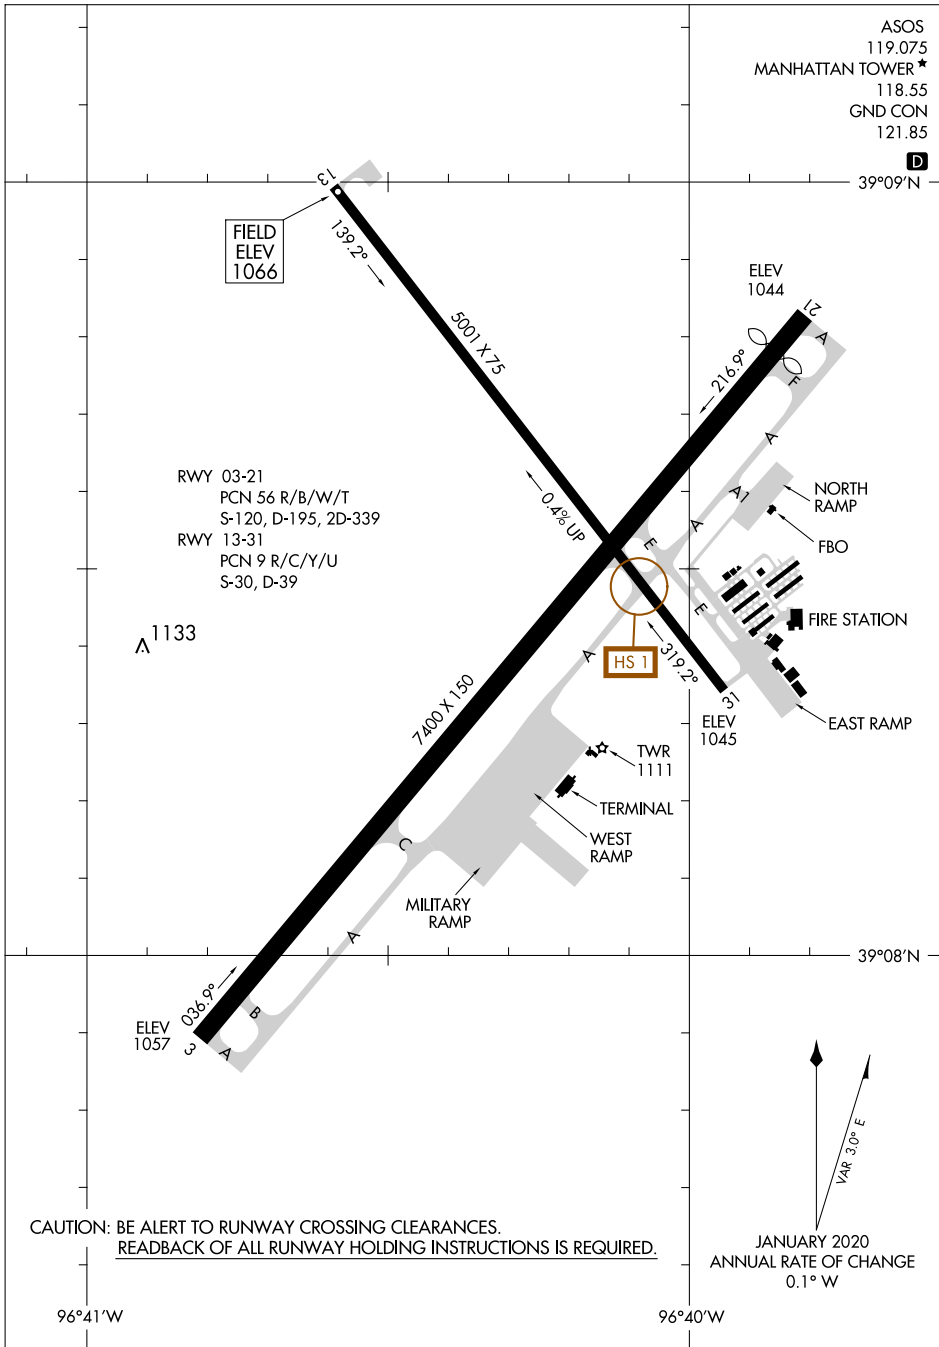 ASOS
119.075
MANHATTAN TOWER★
118.55
GND CON
121.85
D
39°09'N
13
FIELD
ELEV
1066
139.2°
ELEV
1044
21
5001 X 75
216.9°
A
F
A
RWY 03-21
PCN 56 R/B/W/T
S-120, D-195, 2D-339
RWY 13-31
PCN 9 R/C/Y/U
S-30, D-39
0.4% UP
A1
NORTH
RAMP
A
E
FBO
E
FIRE STATION
1133
A
HS 1
319.2°
31
ELEV
1045
EAST RAMP
7400 X 150
TWR
1111
TERMINAL
WEST
RAMP
C
MILITARY
RAMP
A
39°08'N
036.9°
B
ELEV
1057
3
A
VAR 3.0° E
CAUTION: BE ALERT TO RUNWAY CROSSING CLEARANCES.
READBACK OF ALL RUNWAY HOLDING INSTRUCTIONS IS REQUIRED.
JANUARY 2020
ANNUAL RATE OF CHANGE
0.1° W
96°41'W
96°40'W